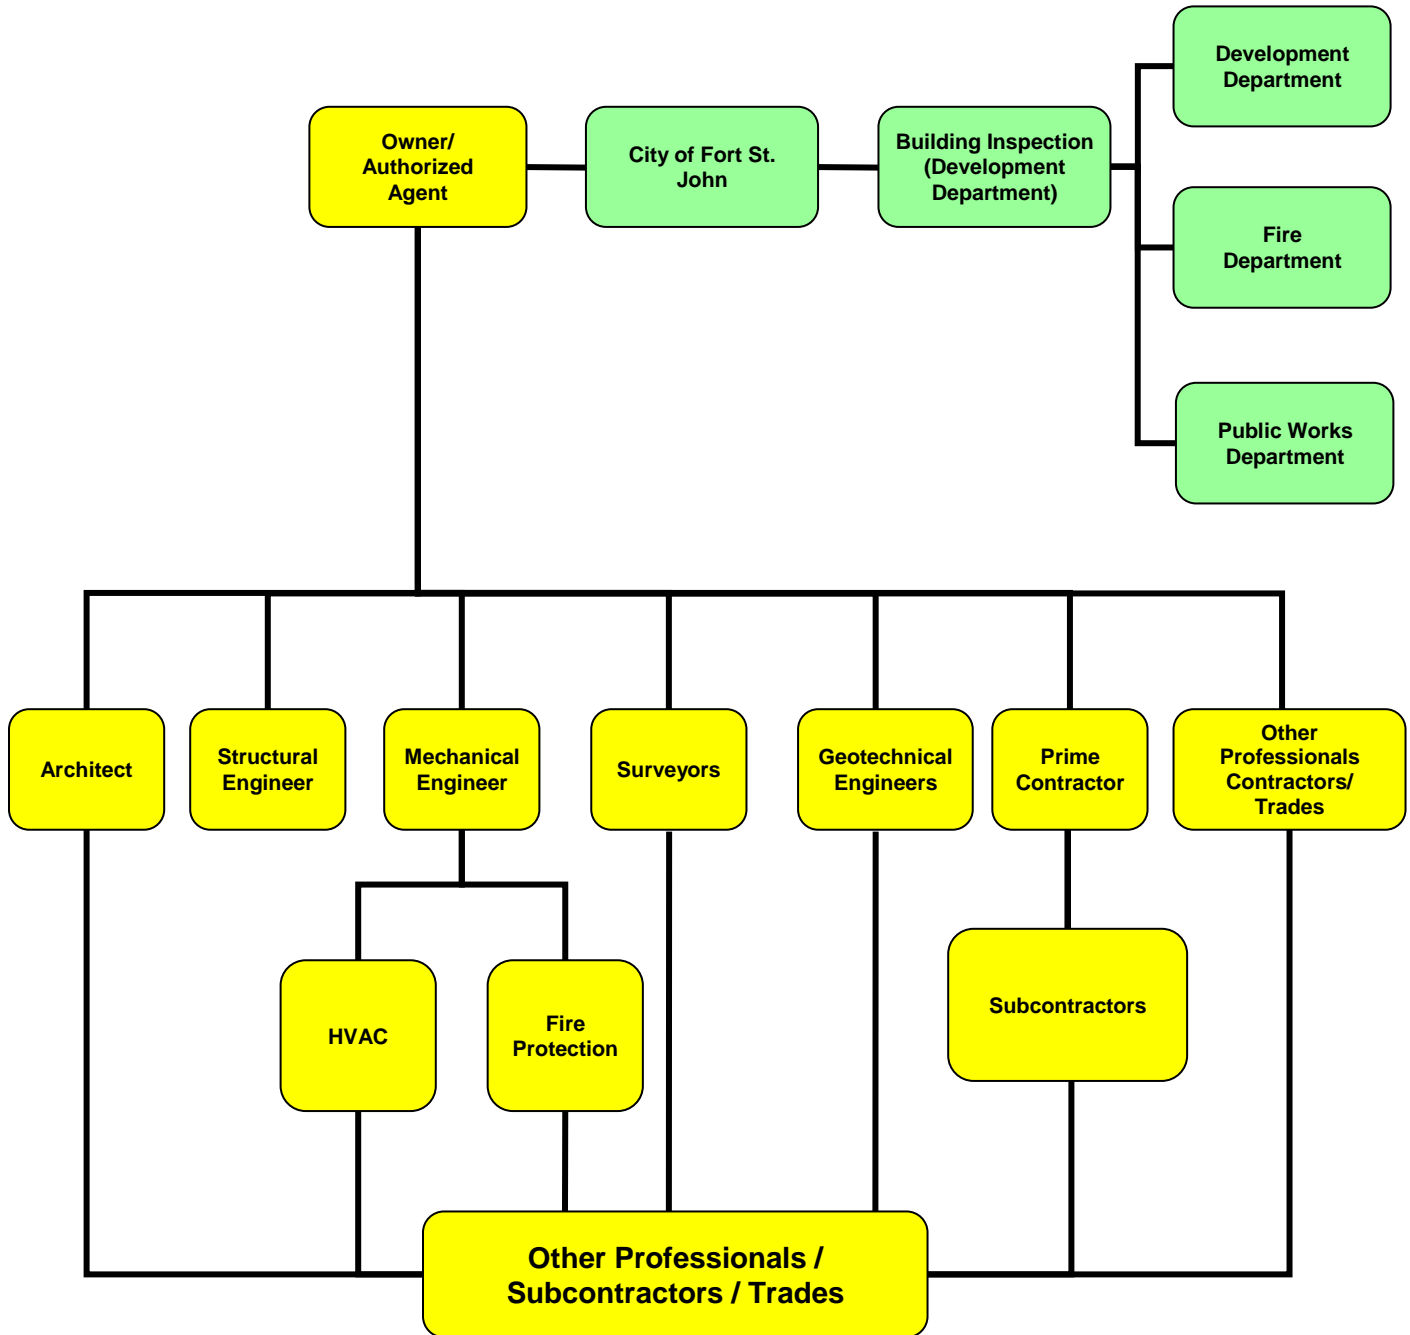 Development
Department
Owner/
Authorized
Agent
City of Fort St.
John
Building Inspection
(Development
Department)
Fire
Department
Public Works
Department
Architect
Structural
Engineer
Mechanical
Engineer
Surveyors
Geotechnical
Engineers
Prime
Contractor
Other
Professionals
Contractors/
Trades
HVAC
Fire
Protection
Subcontractors
Other Professionals /
Subcontractors / Trades